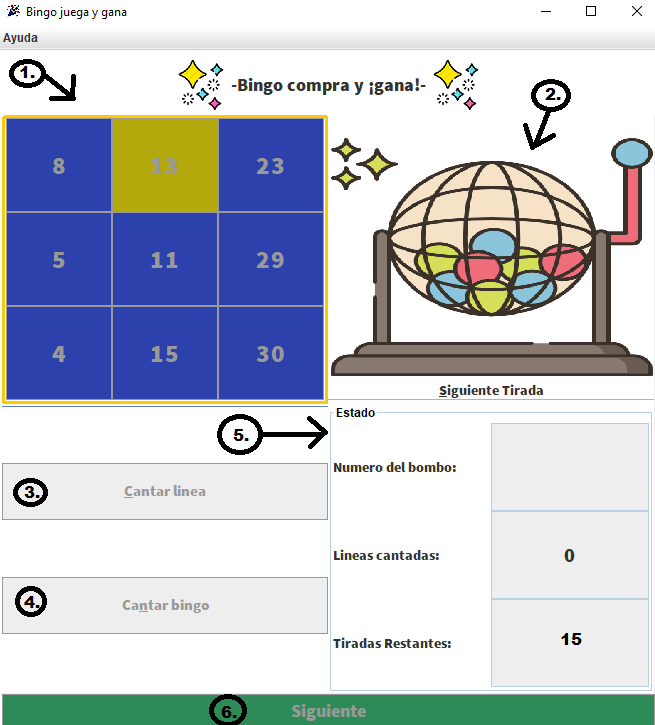 Bingo juega y gana
Ayuda
1.
-Bingo compra y ¡gana!-
2.
8 13 23
5 11 29
4 15 30
Siguiente Tirada
5.
Estado
Numero del bombo:
3.
Cantar linea
Lineas cantadas: 0
4.
Cantar bingo
Tiradas Restantes: 15
6.
Siguiente